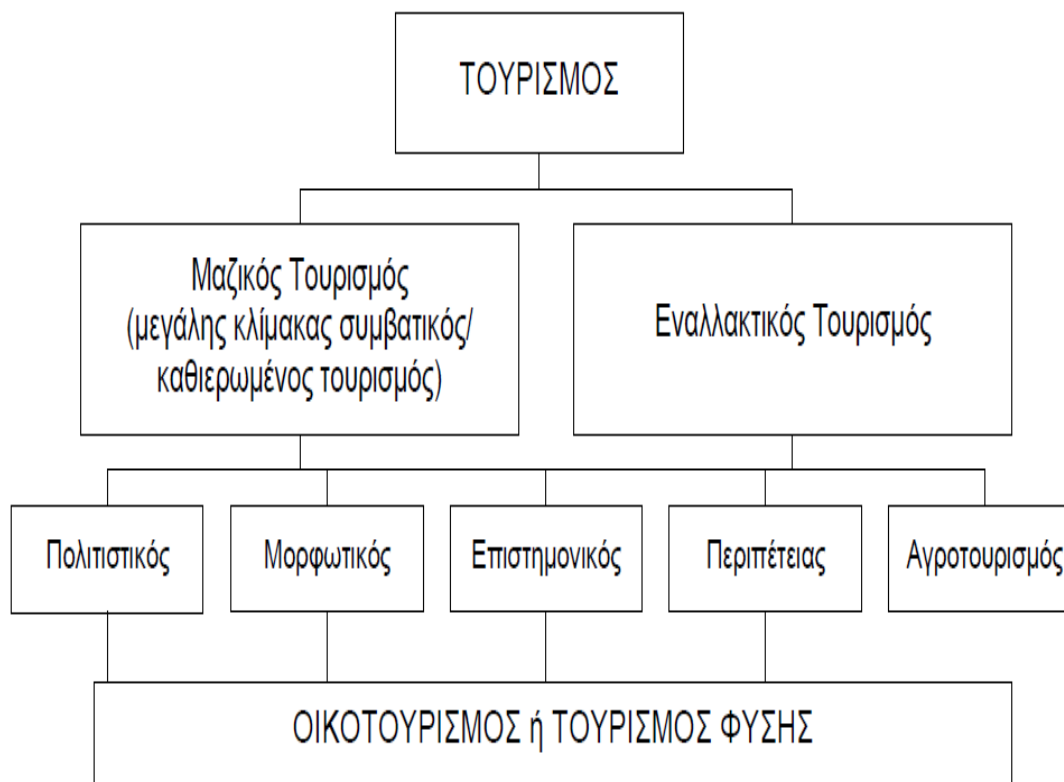 ΤΟΥΡΙΣΜΟΣ
Μαζικός Τουρισμός
(μεγάλης κλίμακας συμβατικός/
καθιερωμένος τουρισμός)
Εναλλακτικός Τουρισμός
Πολιτιστικός
Μορφωτικός
Επιστημονικός
Περιπέτειας
Αγροτουρισμός
ΟΙΚΟΤΟΥΡΙΣΜΟΣ ή ΤΟΥΡΙΣΜΟΣ ΦΥΣΗΣ